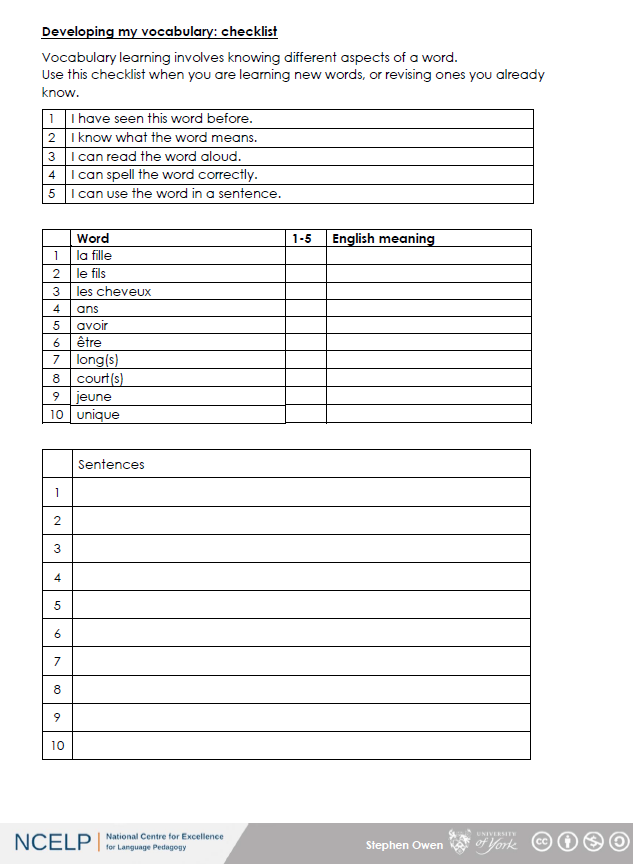 Developing my vocabulary: checklist
Vocabulary learning involves knowing different aspects of a word.
Use this checklist when you are learning new words, or revising ones you already
know.
1 I have seen this word before.
2 I know what the word means.
3 I can read the word aloud.
4 I can spell the word correctly.
5 I can use the word in a sentence.
Word 1-5 English meaning
1 la fille
2 le fils
3 les cheveux
4 ans
5 avoir
6 être
7 long(s)
8 court(s)
9 jeune
10 unique
Sentences
1
2
3
4
5
6
7
8
9
10
NCELP National Centre for Excellence
for Language Pedagogy
Stephen Owen
UNIVERSITY
of York
cc